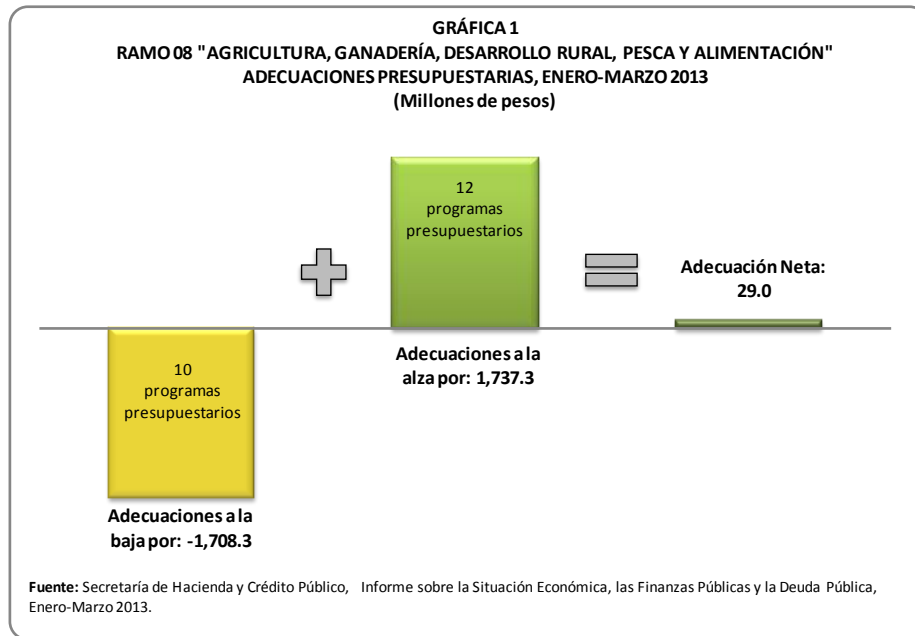 GRÁFICA 1
RAMO 08 "AGRICULTURA, GANADERÍA, DESARROLLO RURAL, PESCA Y ALIMENTACIÓN"
ADECUACIONES PRESUPUESTARIAS, ENERO-MARZO 2013
(Millones de pesos)
12
programas
presupuestarios
Adecuación Neta:
29.0
Adecuaciones a la
alza por: 1,737.3
10
programas
presupuestarios
Adecuaciones a la
baja por: -1,708.3
Fuente: Secretaría de Hacienda y Crédito Público, Informe sobre la Situación Económica, las Finanzas Públicas y la Deuda Pública,
Enero-Marzo 2013.